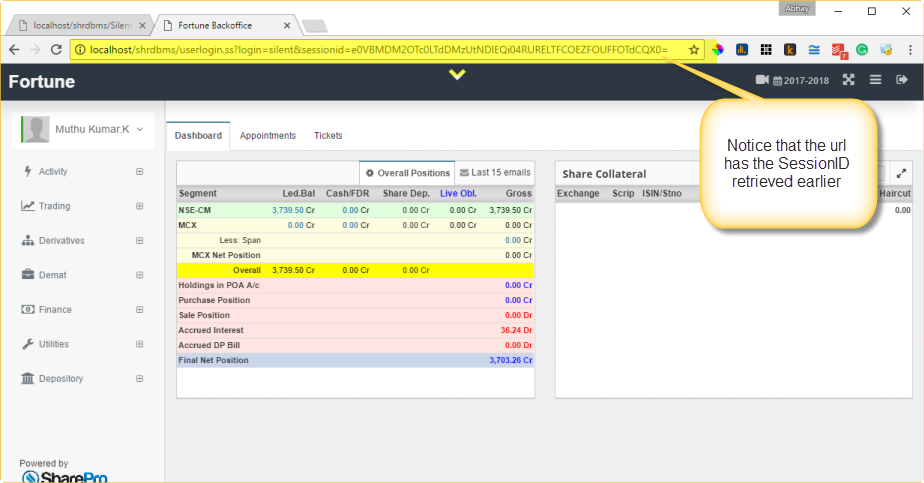 Abhay
localhost/shrdbms/Silent
Fortune Backoffice
localhost/shrdbms/userlogin.ss?login=silent&sessionid=e0VBMDM2OTc0LTdDMzUtNDlEQi04RURELTFCOEZFOUFFOTdCQX0=
Fortune
2017-2018
Muthu Kumar.K
Activity
Trading
Derivatives
Demat
Finance
Utilities
Depository
Powered by
SharePro
Dashboard Appointments Tickets
Overall Positions Last 15 emails
Segment Led.Bal Cash/FDR Share Dep. Live Obl. Gross
NSE-CM 3,739.50 Cr 0.00 Cr 0.00 Cr 0.00 Cr 3,739.50 Cr
MCX 0.00 Cr 0.00 Cr 0.00 Cr 0.00 Cr 0.00 Cr
Less: Span 0.00 Cr
MCX Net Position 0.00 Cr
Overall 3,739.50 Cr 0.00 Cr 0.00 Cr
Holdings in POA A/c 0.00 Cr
Purchase Position 0.00 Cr
Sale Position 0.00 Dr
Accrued Interest 36.24 Dr
Accrued DP Bill 0.00 Dr
Final Net Position 3,703.26 Cr
Share Collateral
Exchange Scrip ISIN/Stno Haircut
0.00
Notice that the url
has the SessionID
retrieved earlier